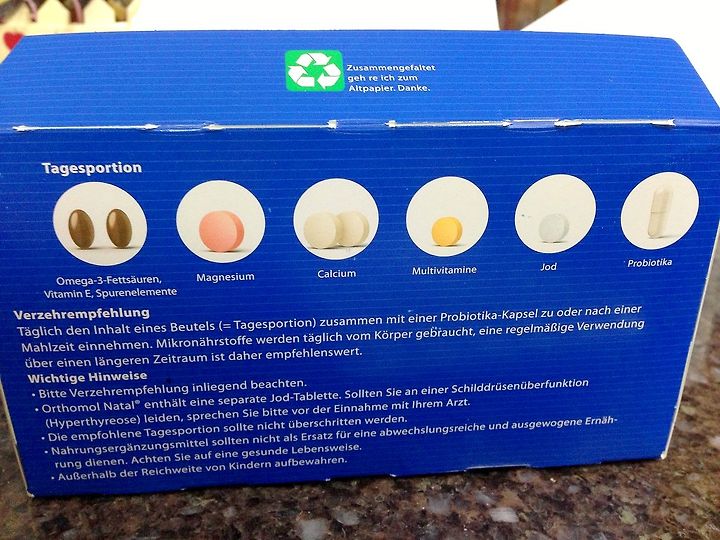 Zusammengefaltet
geh re ich zum
Altpapier. Danke.
Tagesportion
Omega-3-Fettsäuren,
Vitamin E, Spurenelemente
Magnesium
Calcium
Multivitamine
Jod
Probiotika
Verzehrempfehlung
Täglich den Inhalt eines Beutels (= Tagesportion) zusammen mit einer Probiotika-Kapsel zu oder nach einer
Mahlzeit einnehmen. Mikronährstoffe werden täglich vom Körper gebraucht, eine regelmäßige Verwendung
über einen längeren Zeitraum ist daher empfehlenswert.
Wichtige Hinweise
• Bitte Verzehrempfehlung inliegend beachten.
• Orthomol Natal® enthält eine separate Jod-Tablette. Sollten Sie an einer Schilddrüsenüberfunktion
(Hyperthyreose) leiden, sprechen Sie bitte vor der Einnahme mit Ihrem Arzt.
• Die empfohlene Tagesportion sollte nicht überschritten werden.
• Nahrungsergänzungsmittel sollten nicht als Ersatz für eine abwechslungsreiche und ausgewogene Ernäh-
rung dienen. Achten Sie auf eine gesunde Lebensweise.
• Außerhalb der Reichweite von Kindern aufbewahren.